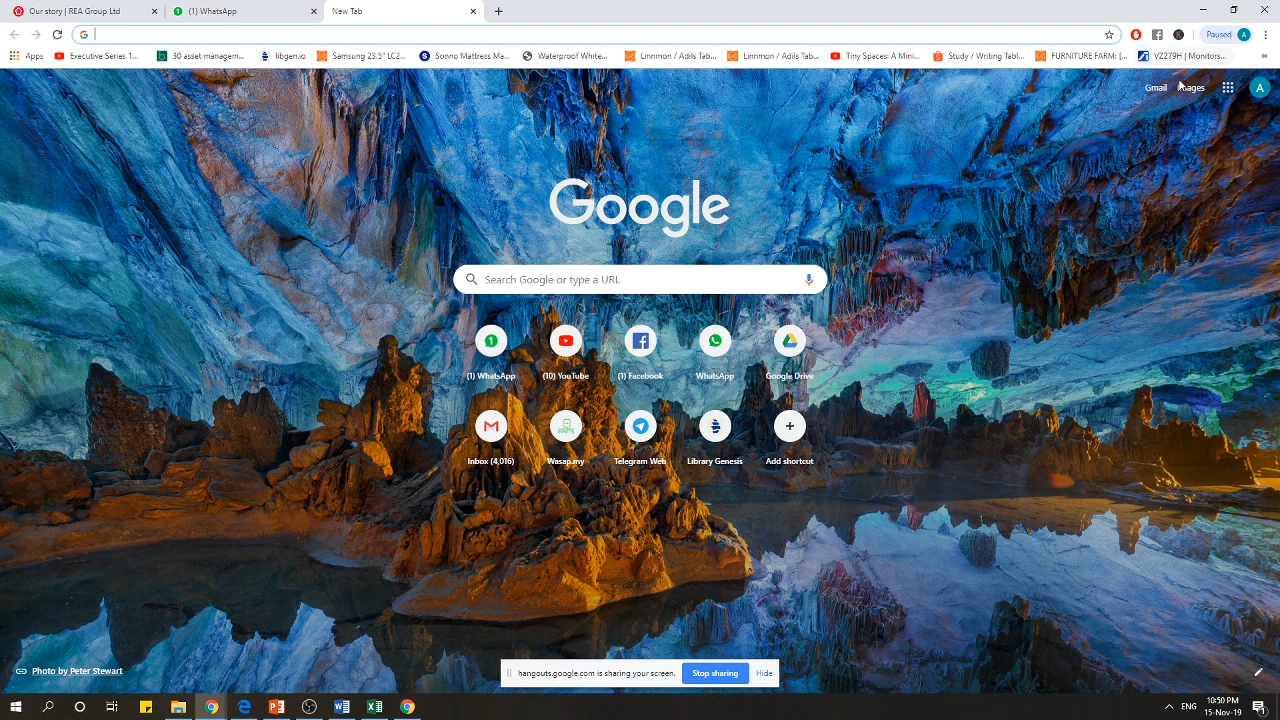 Our story | REA Group Ltd
(1) WhatsApp
New Tab
Paused
A
Apps
Executive Series 1...
30 asset managem...
libgenio
Samsung 23.5" LC2...
Sonno Mattress Ma...
Waterproof White...
Linnmon / Adils Tab...
Linnmon / Adils Tab...
Tiny Spaces: A Mini...
Study / Writing Tabl...
FURNITURE FARM: [...
VZ279H | Monitors...
»
Gmail
A
Google
Search Google or type a URL
(1) WhatsApp
(10) YouTube
(1) Facebook
WhatsApp
Google Drive
Inbox (4,016)
Wasap.my
Telegram Web
Library Genesis
Add shortcut
Photo by Peter Stewart
hangouts.google.com is sharing your screen.
Stop sharing
Hide
ENG
10:50 PM
15-Nov-19